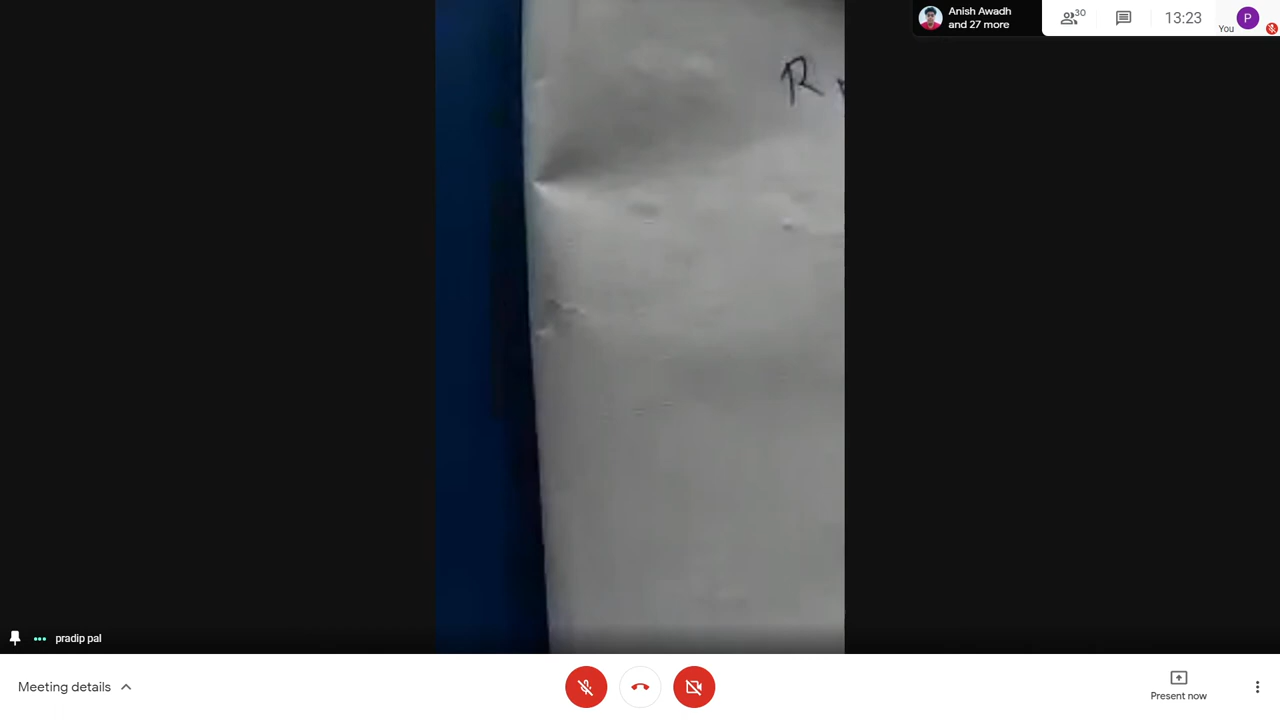 Anish Awadh
and 27 more
30
13:23
You
P
R
pradip pal
Meeting details
Present now